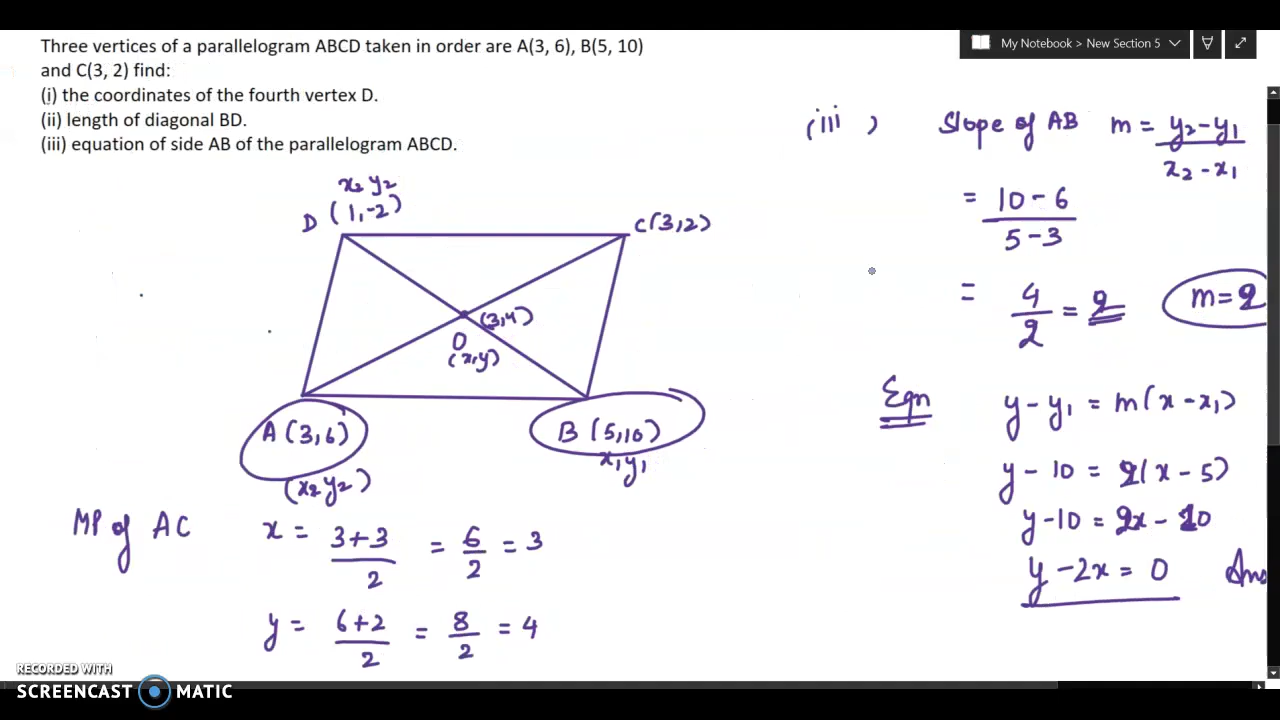 Three vertices of a parallelogram ABCD taken in order are A(3, 6), B(5, 10)
and C(3, 2) find:
(i) the coordinates of the fourth vertex D.
(ii) length of diagonal BD.
(iii) equation of side AB of the parallelogram ABCD.
My Notebook > New Section 5
(iii) Slope of AB m = y2-y1
x2-x1
= 10-6
5-3
= 4 = 2
2
m=2
x2 y2
D (1,-2)
C(3,2)
(3,4)
O
(x,y)
A (3,6)
(x2 y2)
B (5,10)
x1 y1
Eqn y-y1 = m(x-x1)
y-10 = 2(x-5)
y-10 = 2x-10
y-2x = 0 Ans
MP of AC x = 3+3 = 6 = 3
2 2
y = 6+2 = 8 = 4
2 2
RECORDED WITH
SCREENCAST MATIC